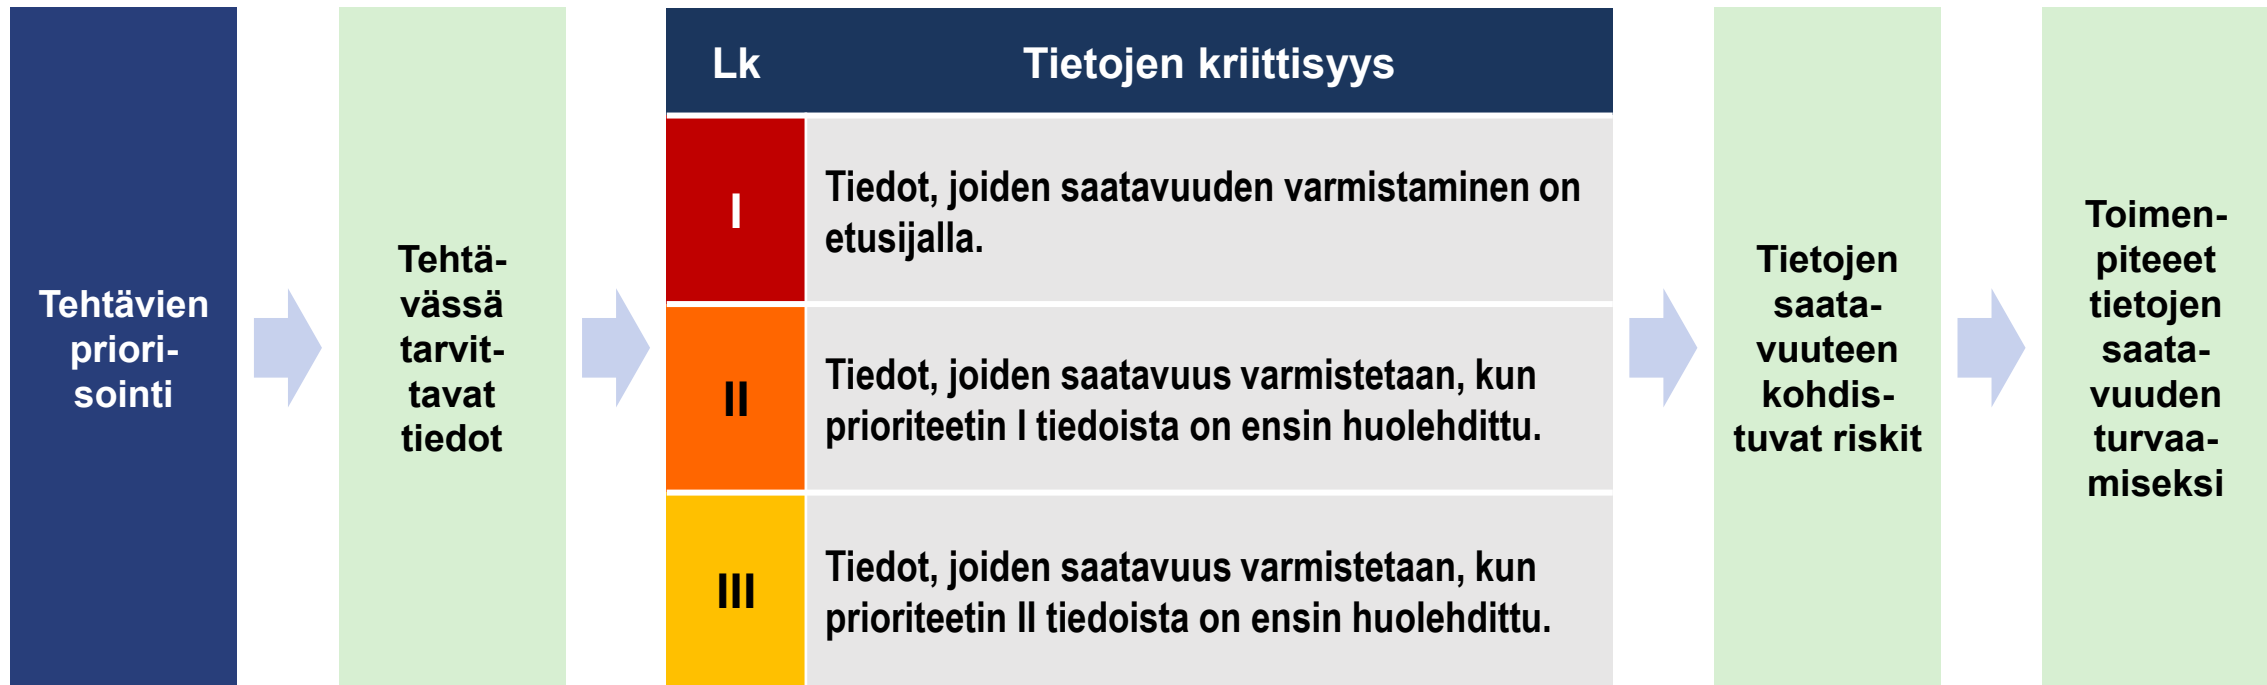 Tehtävien
priori-
sointi
Tehtä-
vässä
tarvit-
tavat
tiedot
Lk
Tietojen kriittisyys
I
Tiedot, joiden saatavuuden varmistaminen on
etusijalla.
II
Tiedot, joiden saatavuus varmistetaan, kun
prioriteetin I tiedoista on ensin huolehdittu.
III
Tiedot, joiden saatavuus varmistetaan, kun
prioriteetin II tiedoista on ensin huolehdittu.
Tietojen
saata-
vuuteen
kohdis-
tuvat riskit
Toimen-
piteeet
tietojen
saata-
vuuden
turvaa-
miseksi